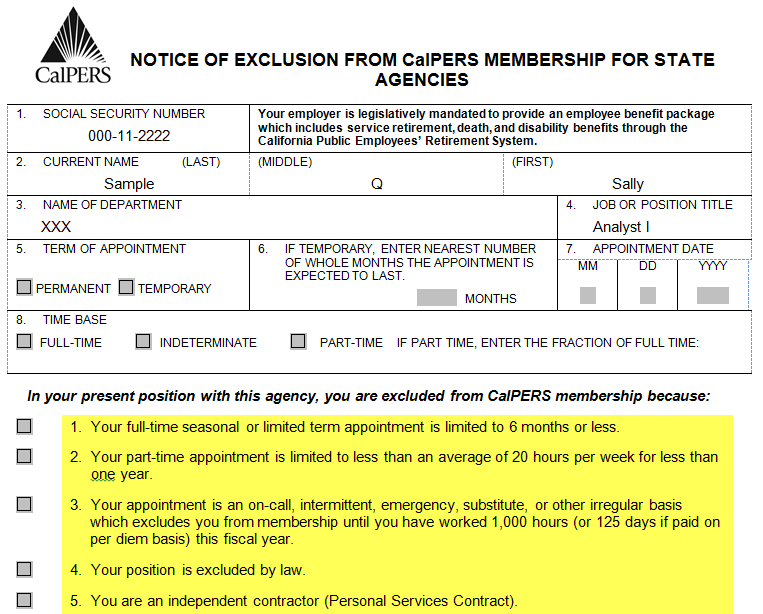 CalPERS
NOTICE OF EXCLUSION FROM CalPERS MEMBERSHIP FOR STATE
AGENCIES
1. SOCIAL SECURITY NUMBER
000-11-2222
Your employer is legislatively mandated to provide an employee benefit package
which includes service retirement, death, and disability benefits through the
California Public Employees' Retirement System.
2. CURRENT NAME (LAST) (MIDDLE) (FIRST)
Sample Q Sally
3. NAME OF DEPARTMENT
XXX
4. JOB OR POSITION TITLE
Analyst I
5. TERM OF APPOINTMENT
PERMANENT TEMPORARY
6. IF TEMPORARY, ENTER NEAREST NUMBER
OF WHOLE MONTHS THE APPOINTMENT IS
EXPECTED TO LAST.
MONTHS
7. APPOINTMENT DATE
MM DD YYYY
8. TIME BASE
FULL-TIME INDETERMINATE PART-TIME IF PART TIME, ENTER THE FRACTION OF FULL TIME:
In your present position with this agency, you are excluded from CalPERS membership because:
1. Your full-time seasonal or limited term appointment is limited to 6 months or less.
2. Your part-time appointment is limited to less than an average of 20 hours per week for less than
one year.
3. Your appointment is an on-call, intermittent, emergency, substitute, or other irregular basis
which excludes you from membership until you have worked 1,000 hours (or 125 days if paid on
per diem basis) this fiscal year.
4. Your position is excluded by law.
5. You are an independent contractor (Personal Services Contract).